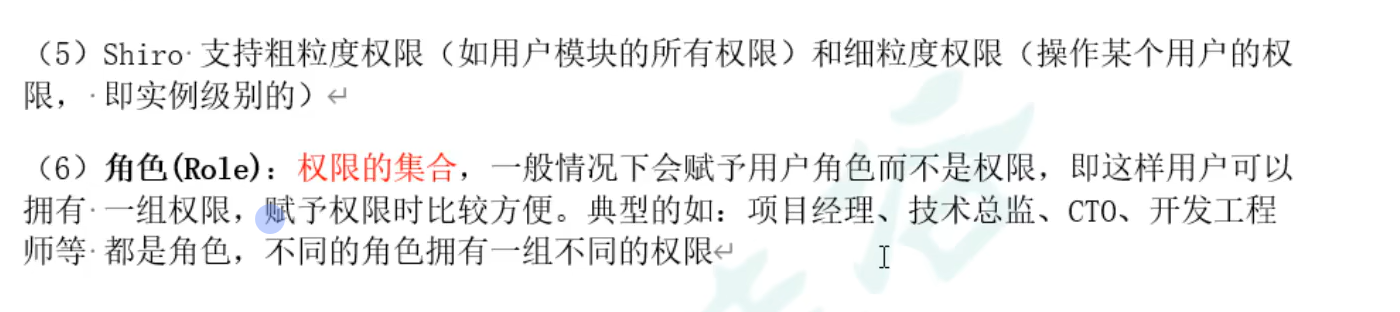 （5）Shiro 支持粗粒度权限（如用户模块的所有权限）和细粒度权限（操作某个用户的权
限， 即实例级别的）
（6）角色(Role)：权限的集合，一般情况下会赋予用户角色而不是权限，即这样用户可以
拥有 一组权限，赋予权限时比较方便。典型的如：项目经理、技术总监、CTO、开发工程
师等 都是角色，不同的角色拥有一组不同的权限